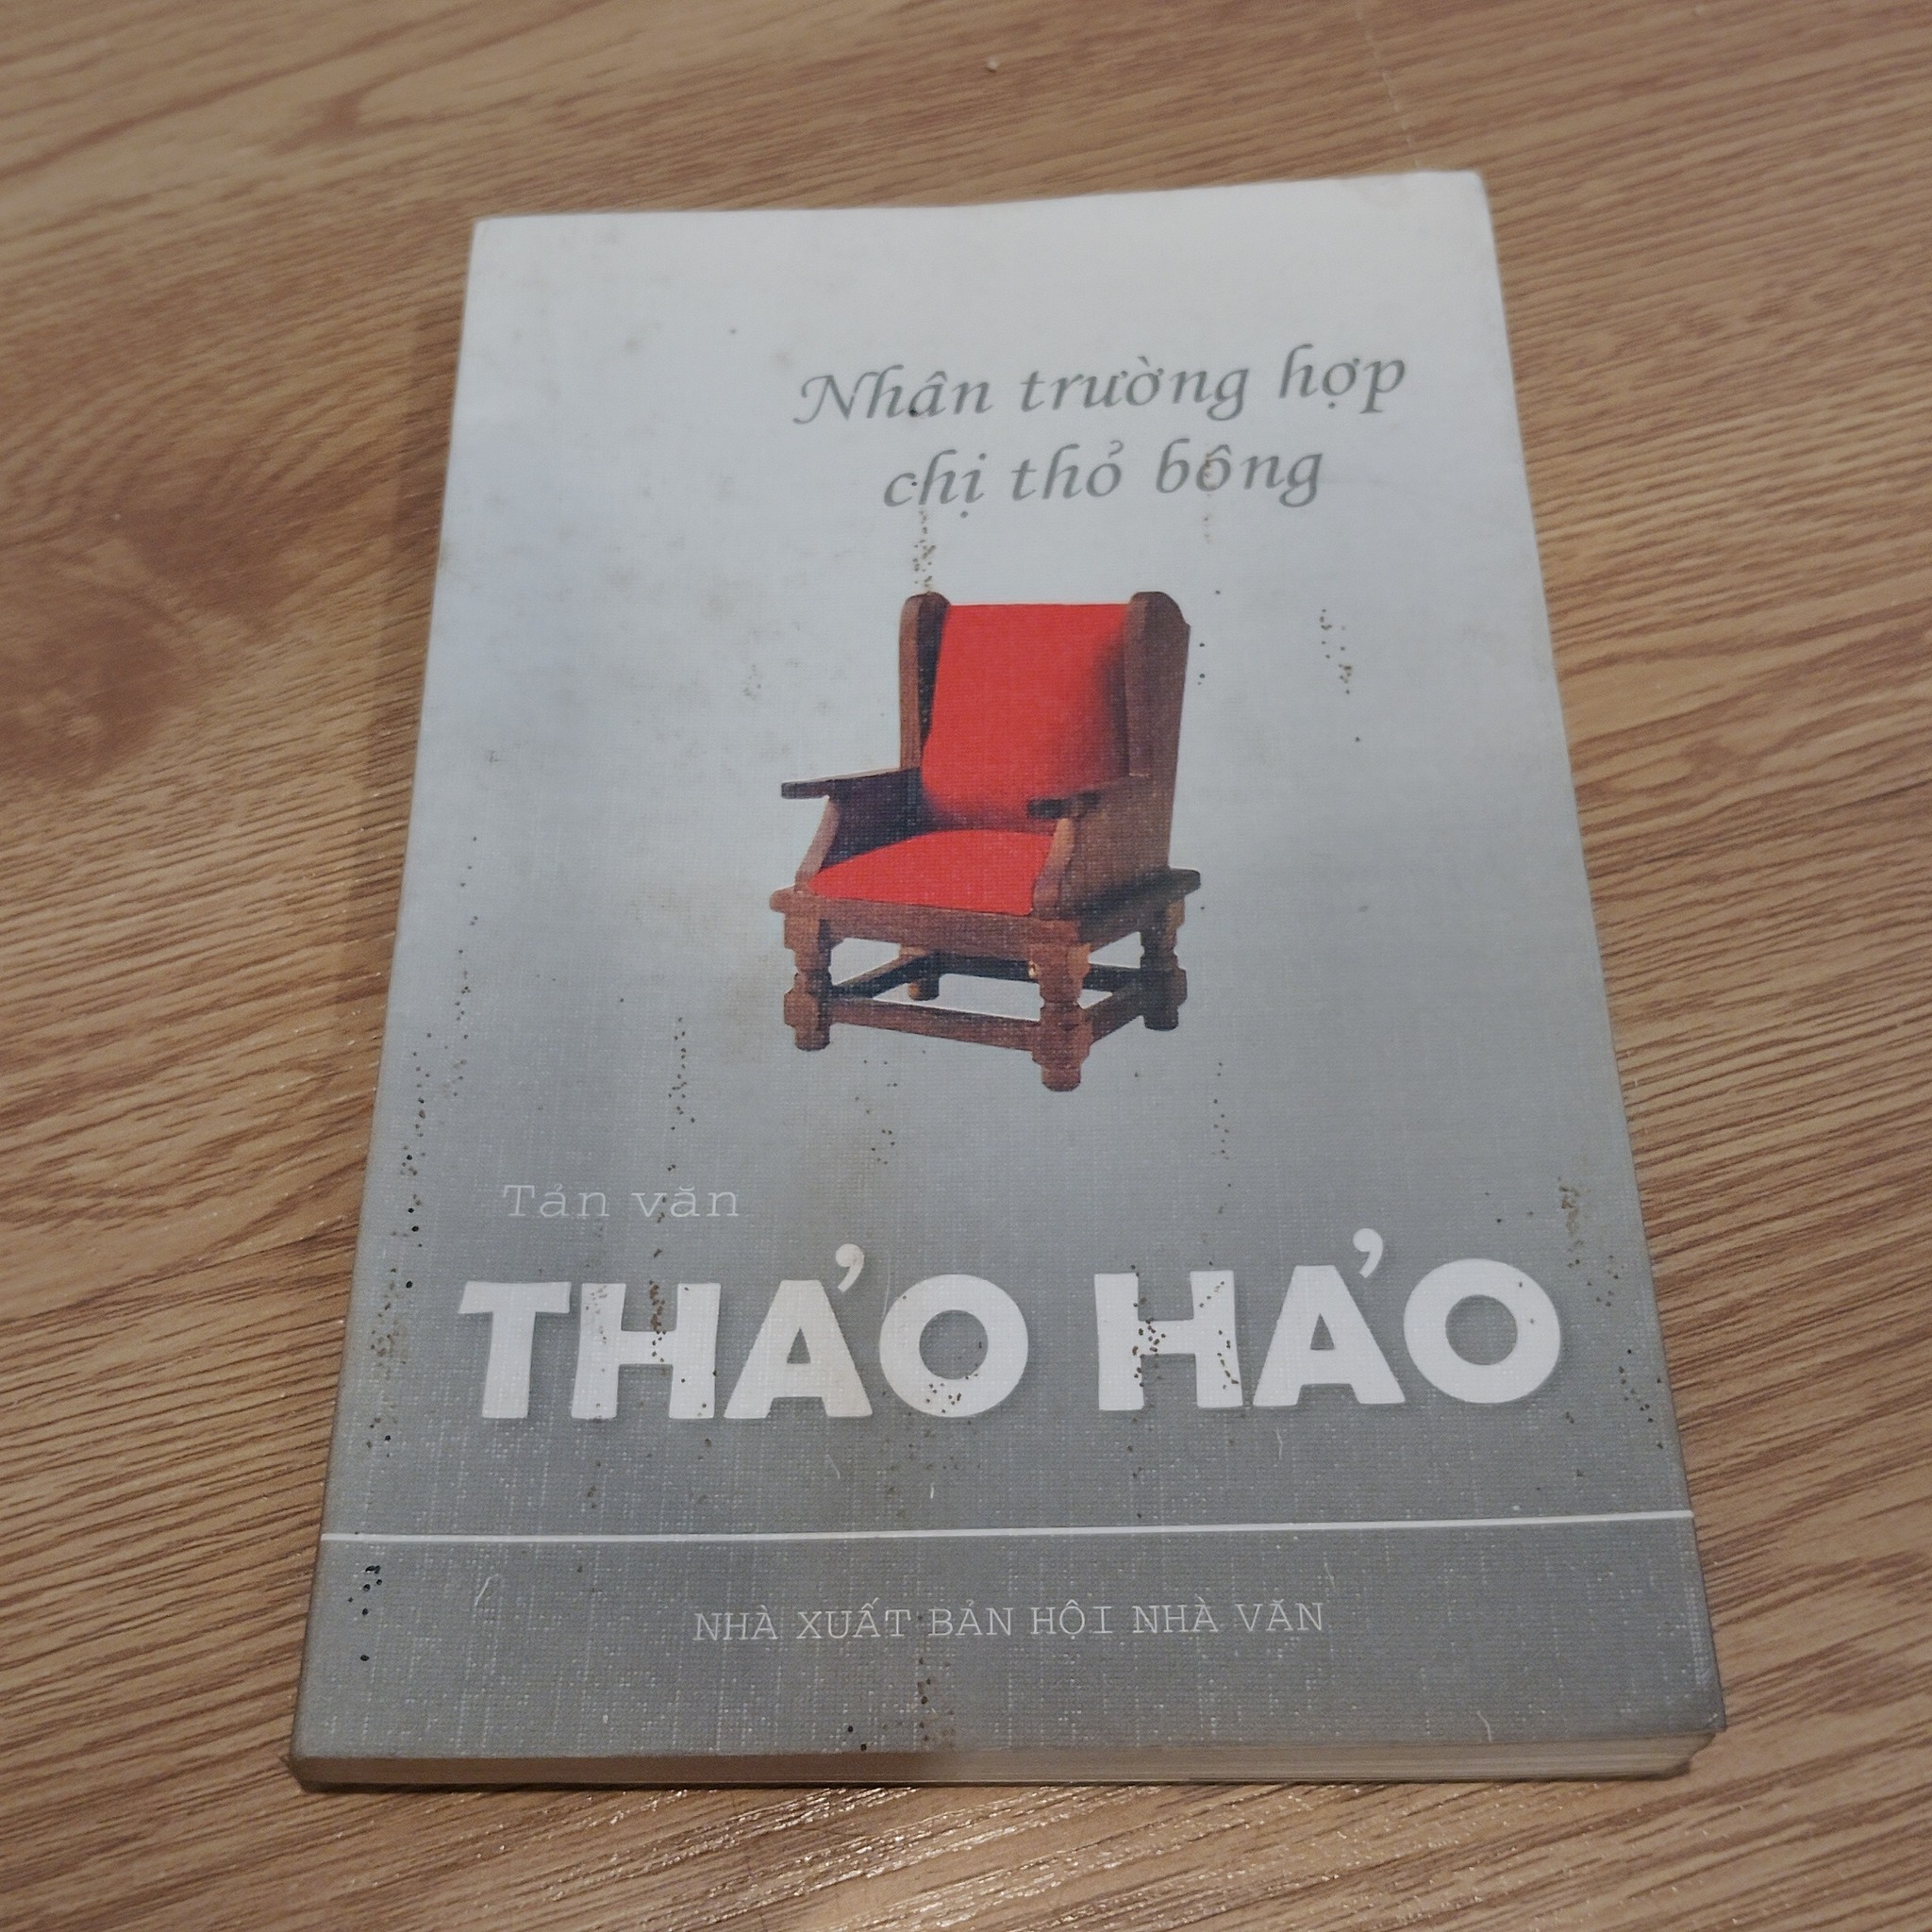 Nhân trường hợp
chị thỏ bông
Tản văn
THẢO HẢO
NHÀ XUẤT BẢN HỘI NHÀ VĂN